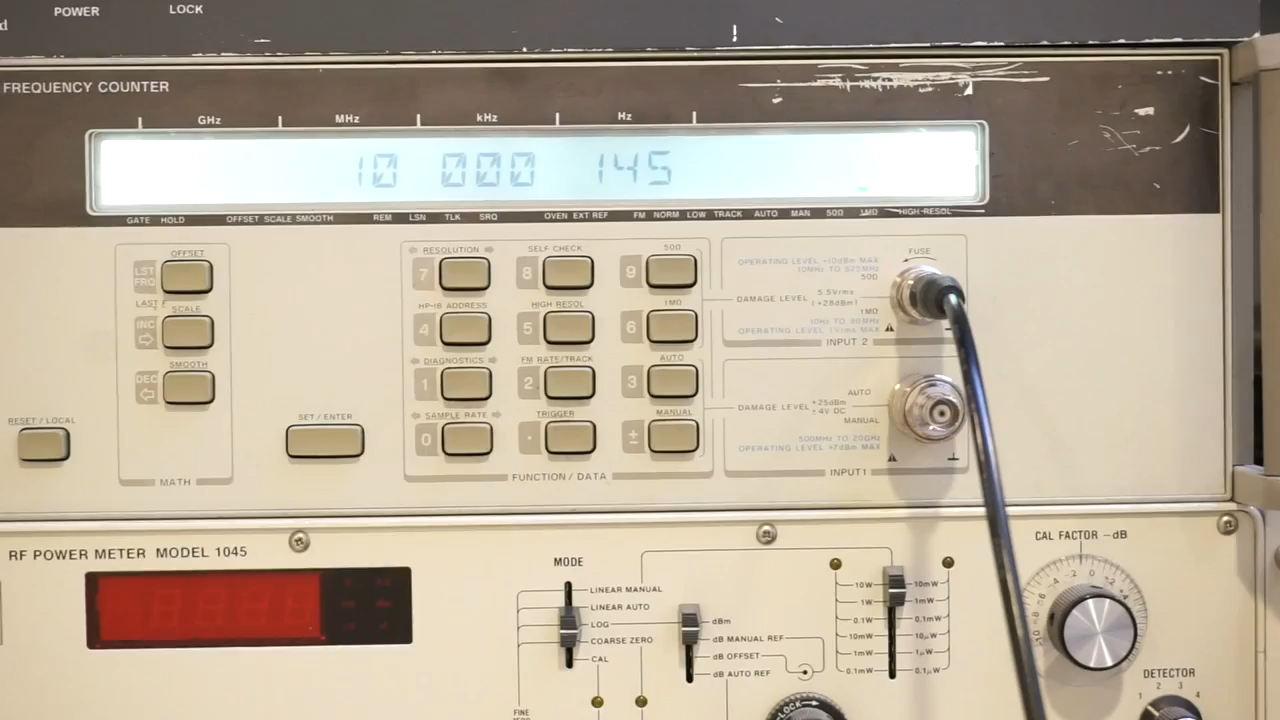 POWER LOCK
FREQUENCY COUNTER
GHz MHz kHz Hz
10 000 145
GATE HOLD OFFSET SCALE SMOOTH REM LSN TLK SRQ OVEN EXT REF FM NORM LOW TRACK AUTO MAN 50Ω 1MΩ HIGH-RESOL
OFFSET
LST
FRQ
LAST
SCALE
INC
SMOOTH
DEC
MATH
RESET / LOCAL
SET / ENTER
RESOLUTION SELF CHECK 50Ω
7 8 9
HP-IB ADDRESS HIGH RESOL 1MΩ
4 5 6
DIAGNOSTICS FM RATE/TRACK AUTO
1 2 3
SAMPLE RATE TRIGGER MANUAL
0 . ±
FUNCTION / DATA
FUSE
OPERATING LEVEL +10dBm MAX
10MHz TO 525MHz
50Ω
DAMAGE LEVEL 5.5Vrms
(+28dBm)
1MΩ
10Hz TO 80MHz
OPERATING LEVEL 1Vrms MAX
INPUT 2
AUTO
DAMAGE LEVEL +25dBm
±4V DC
MANUAL
500MHz TO 20GHz
OPERATING LEVEL +7dBm MAX
INPUT1
RF POWER METER MODEL 1045
MODE
LINEAR MANUAL
LINEAR AUTO
LOG
COARSE ZERO
CAL
FINE
dBm
dB MANUAL REF
dB OFFSET
dB AUTO REF
LOCK
10W 10mW
1W 1mW
0.1W 0.1mW
10mW 10µW
1mW 1µW
0.1mW 0.1µW
CAL FACTOR -dB
DETECTOR
1 2 3 4